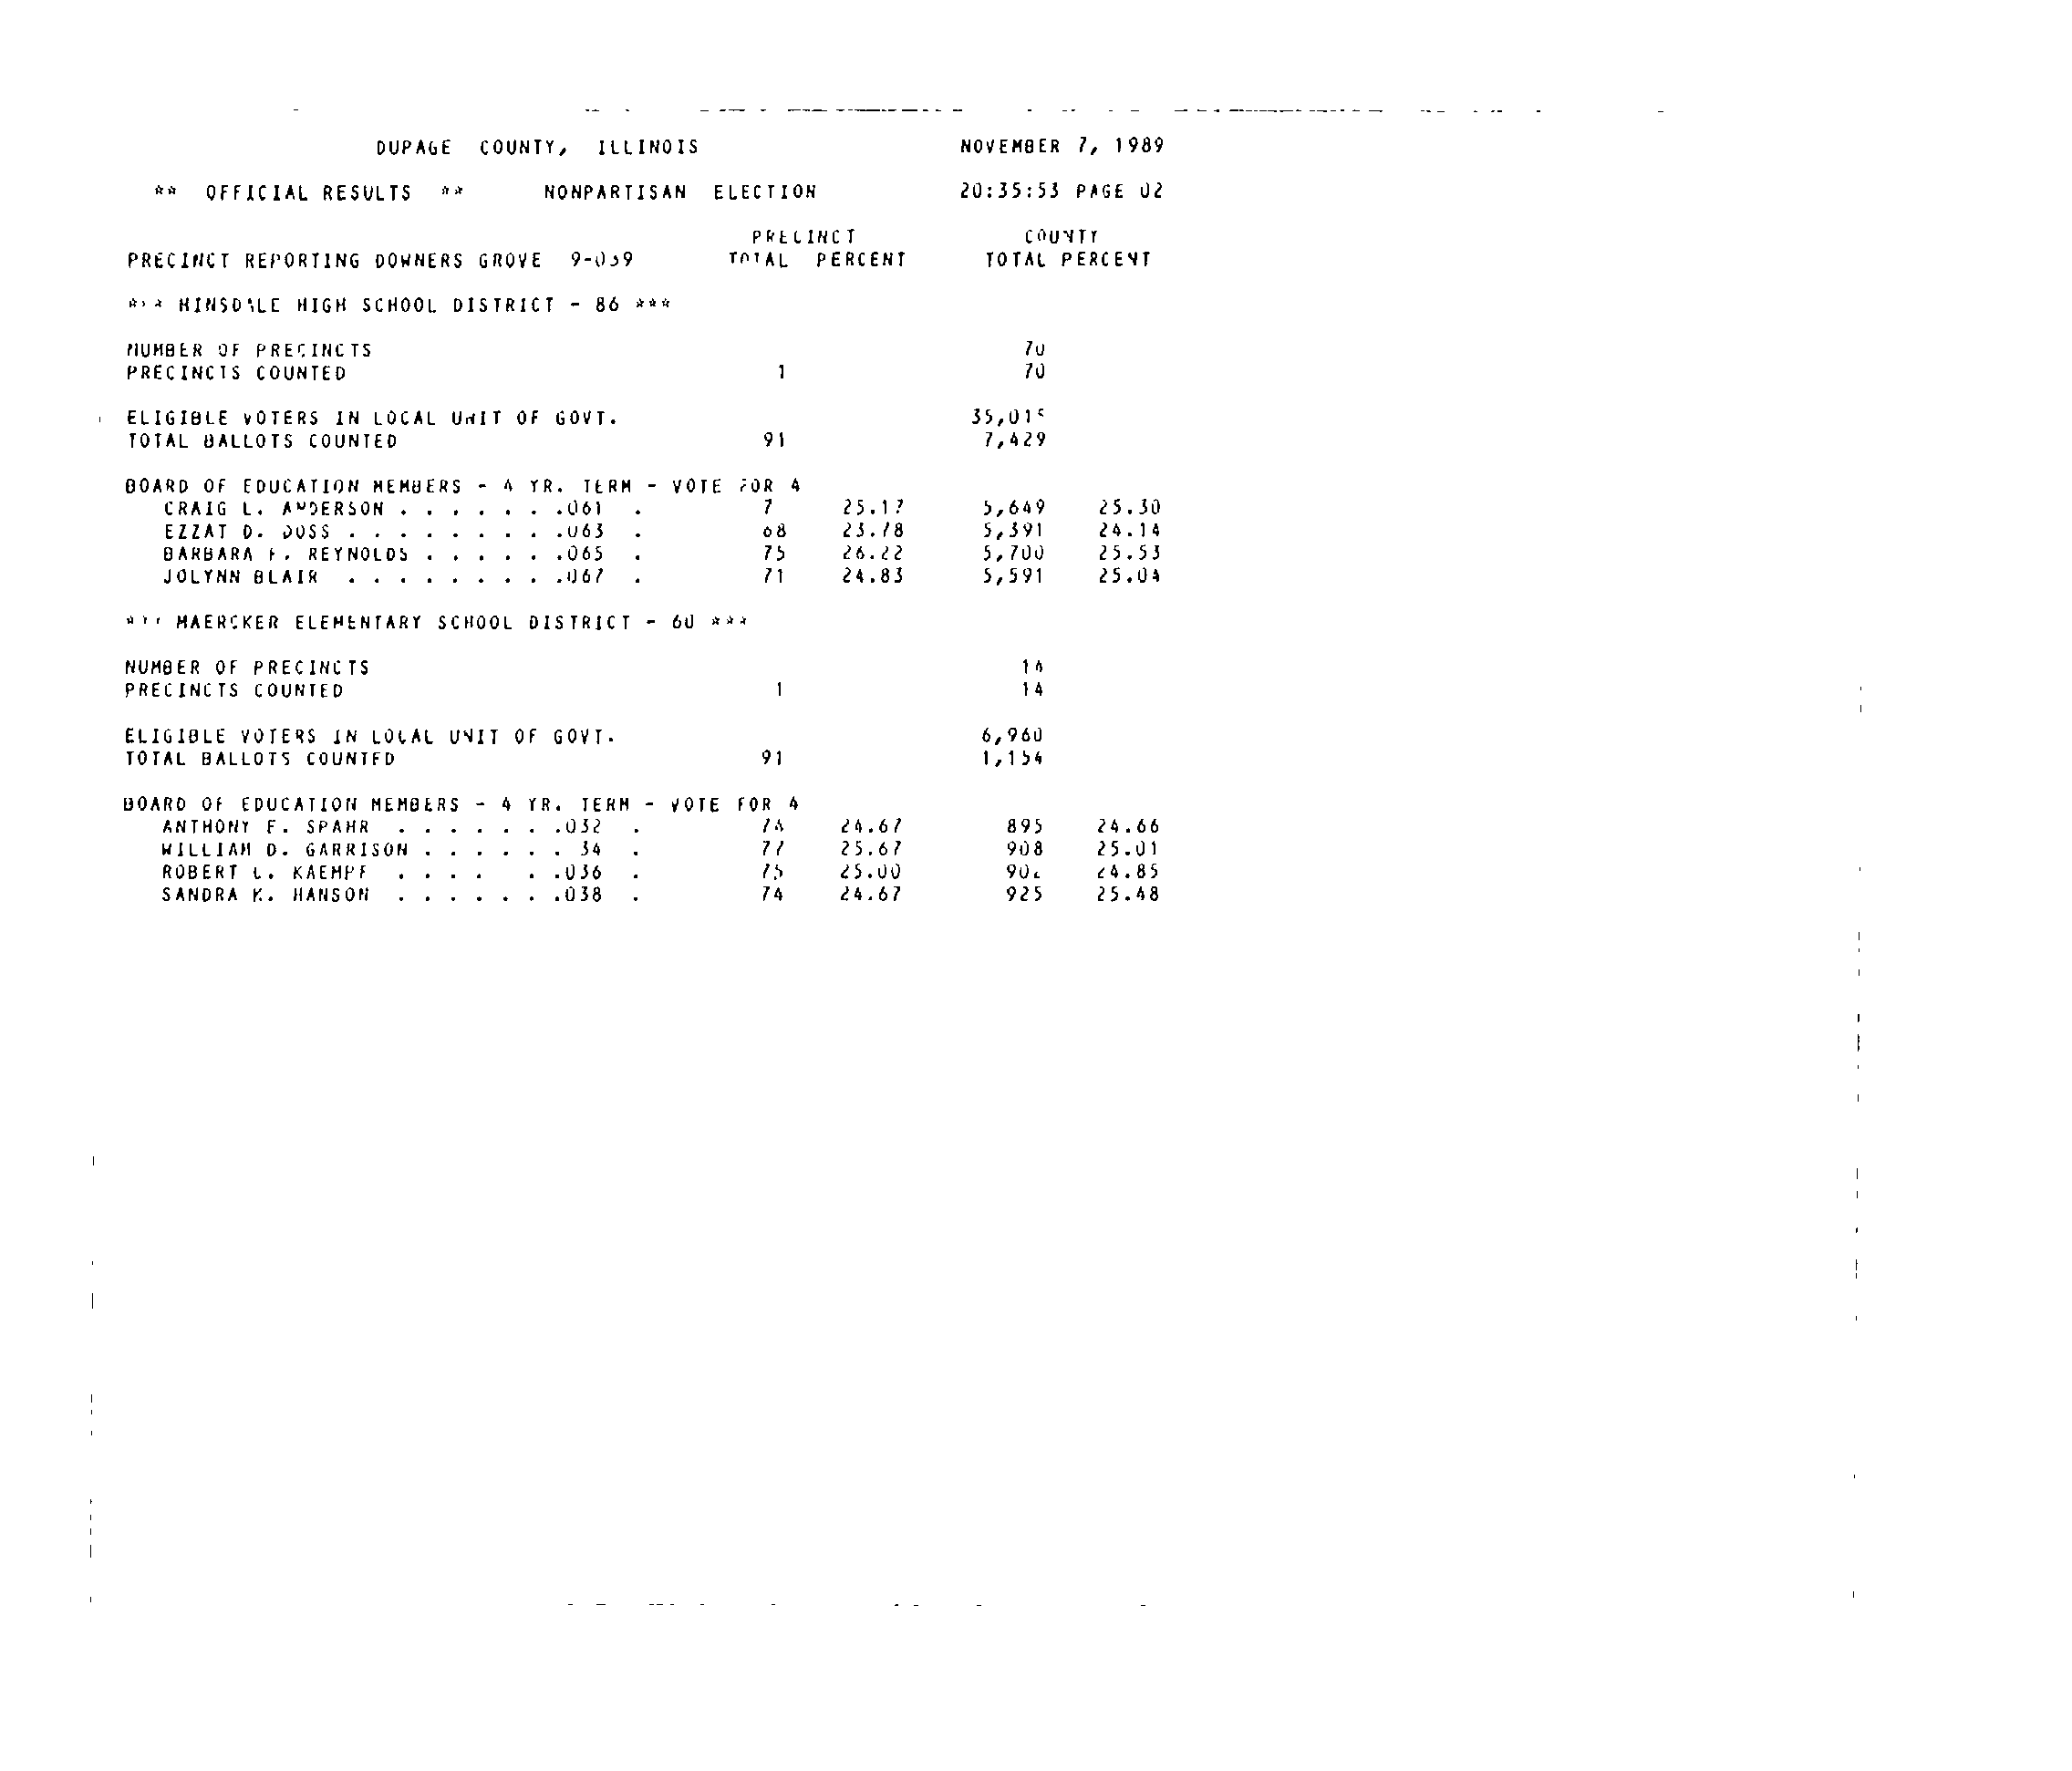 DUPAGE COUNTY, ILLINOIS NOVEMBER 7, 1989
** OFFICIAL RESULTS ** NONPARTISAN ELECTION 20:35:53 PAGE 02
PRECINCT COUNTY
PRECINCT REPORTING DOWNERS GROVE 9-039 TOTAL PERCENT TOTAL PERCENT
*** HINSDALE HIGH SCHOOL DISTRICT - 86 ***
NUMBER OF PRECINCTS 70
PRECINCTS COUNTED 1 70
ELIGIBLE VOTERS IN LOCAL UNIT OF GOVT. 35,015
TOTAL BALLOTS COUNTED 91 7,429
BOARD OF EDUCATION MEMBERS - 4 YR. TERM - VOTE FOR 4
CRAIG L. ANDERSON . . . . . . .061 . 25.17 5,649 25.30
EZZAT D. DOSS . . . . . . . . .063 . 68 23.78 5,391 24.14
BARBARA REYNOLDS . . . . . .065 . 75 26.22 5,700 25.53
JOLYNN BLAIR . . . . . . . . .067 . 71 24.83 5,591 25.04
*** MAERCKER ELEMENTARY SCHOOL DISTRICT - 60 ***
NUMBER OF PRECINCTS 14
PRECINCTS COUNTED 1 14
ELIGIBLE VOTERS IN LOCAL UNIT OF GOVT. 6,960
TOTAL BALLOTS COUNTED 91 1,154
BOARD OF EDUCATION MEMBERS - 4 YR. TERM - VOTE FOR 4
ANTHONY F. SPAHR . . . . . . .032 . 74 24.67 895 24.66
WILLIAM D. GARRISON . . . . . . 34 . 77 25.67 908 25.01
ROBERT L. KAEMPF . . . . . .036 . 75 25.00 902 24.85
SANDRA K. HANSON . . . . . . .038 . 74 24.67 925 25.48